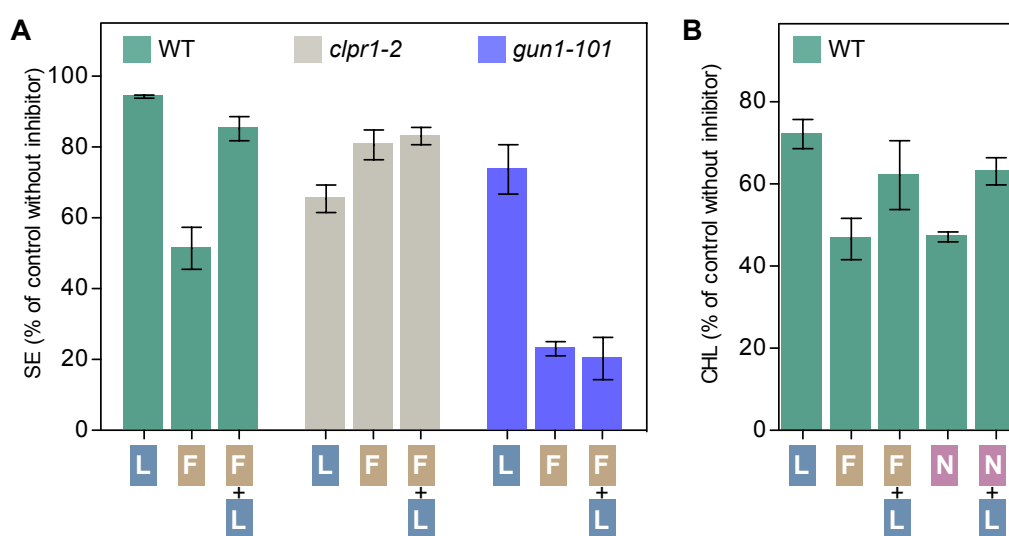 A
WT
clpr1-2
gun1-101
SE (% of control without inhibitor)
100
80
60
40
20
0
L
F
F
+
L
L
F
F
+
L
L
F
F
+
L
B
WT
CHL (% of control without inhibitor)
80
60
40
20
0
L
F
F
+
L
N
N
+
L